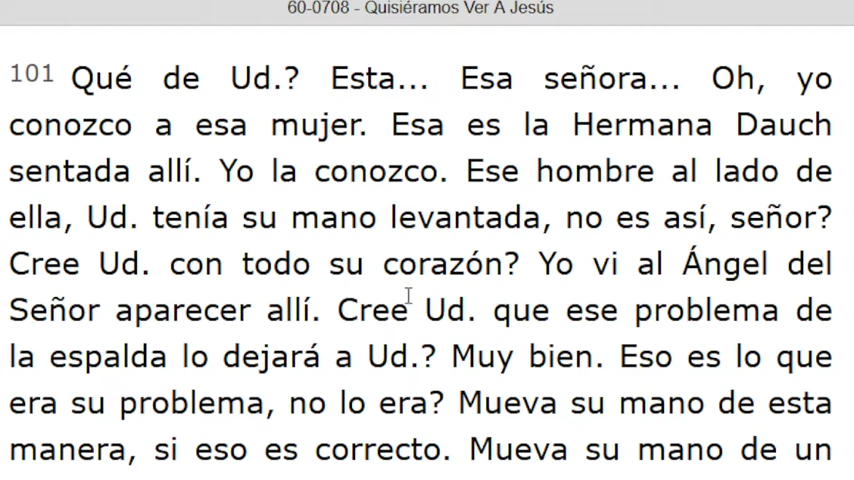 60-0708 - Quisiéramos Ver A Jesús
101 Qué de Ud.? Esta... Esa señora... Oh, yo
conozco a esa mujer. Esa es la Hermana Dauch
sentada allí. Yo la conozco. Ese hombre al lado de
ella, Ud. tenía su mano levantada, no es así, señor?
Cree Ud. con todo su corazón? Yo vi al Ángel del
Señor aparecer allí. Cree Ud. que ese problema de
la espalda lo dejará a Ud.? Muy bien. Eso es lo que
era su problema, no lo era? Mueva su mano de esta
manera, si eso es correcto. Mueva su mano de un